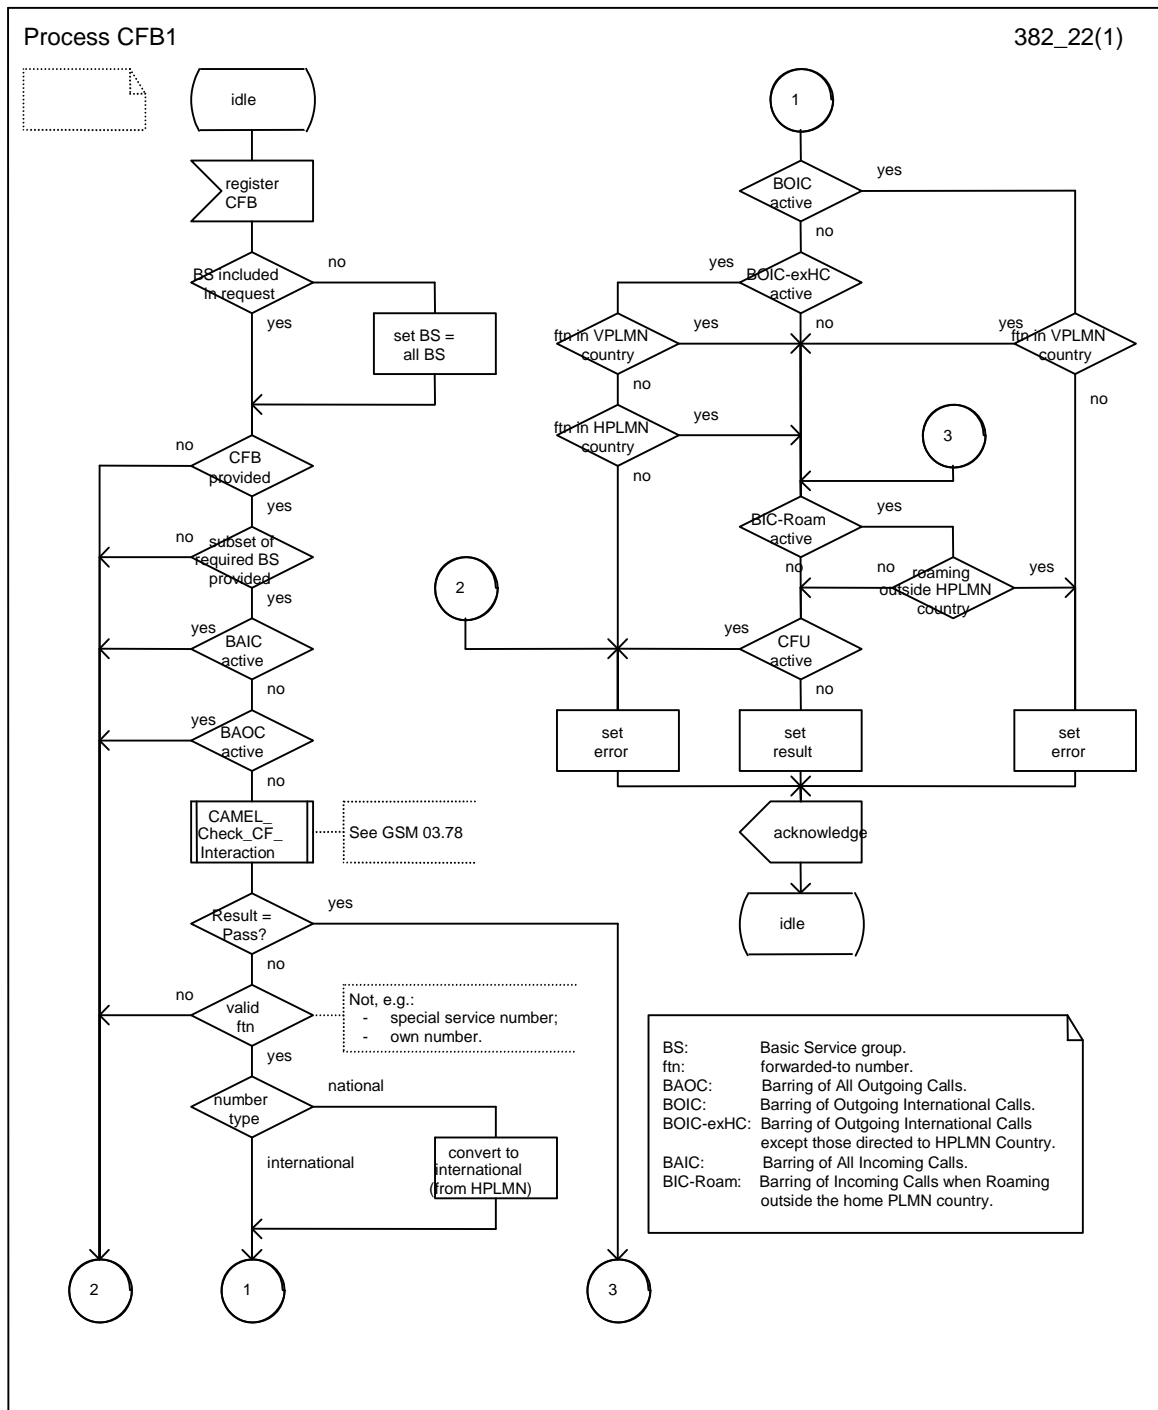 Process CFB1
382_22(1)
idle
register
CFB
BS included
in request
no
yes
set BS =
all BS
no
CFB
provided
yes
no
subset of
required BS
provided
yes
yes
BAIC
active
no
yes
BAOC
active
no
CAMEL_
Check_CF_
Interaction
See GSM 03.78
Result =
Pass?
yes
no
no
valid
ftn
Not, e.g.:
- special service number;
- own number.
yes
number
type
national
international
convert to
international
(from HPLMN)
2
1
3
1
BOIC
active
yes
no
yes
BOIC-exHC
active
no
ftn in VPLMN
country
yes
no
yes
ftn in VPLMN
country
no
ftn in HPLMN
country
yes
no
3
BIC-Roam
active
yes
no
no
roaming
outside HPLMN
country
yes
2
yes
CFU
active
no
set
error
set
result
set
error
acknowledge
idle
BS: Basic Service group.
ftn: forwarded-to number.
BAOC: Barring of All Outgoing Calls.
BOIC: Barring of Outgoing International Calls.
BOIC-exHC: Barring of Outgoing International Calls
except those directed to HPLMN Country.
BAIC: Barring of All Incoming Calls.
BIC-Roam: Barring of Incoming Calls when Roaming
outside the home PLMN country.